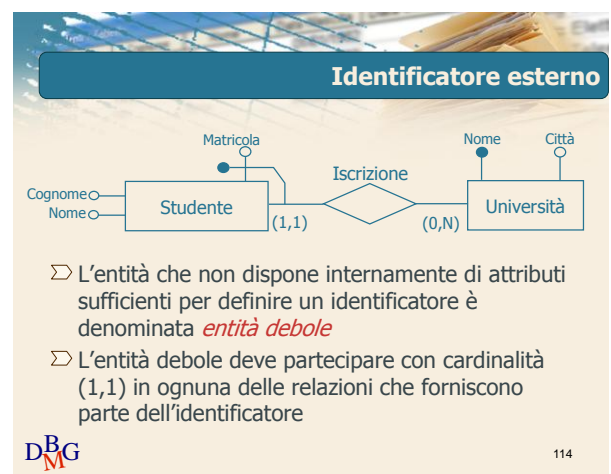 Identificatore esterno
Matricola
Nome
Città
Iscrizione
Cognome
Nome
Studente
Università
(1,1)
(0,N)
L'entità che non dispone internamente di attributi
sufficienti per definire un identificatore è
denominata entità debole
L'entità debole deve partecipare con cardinalità
(1,1) in ognuna delle relazioni che forniscono
parte dell'identificatore
DBMG
114